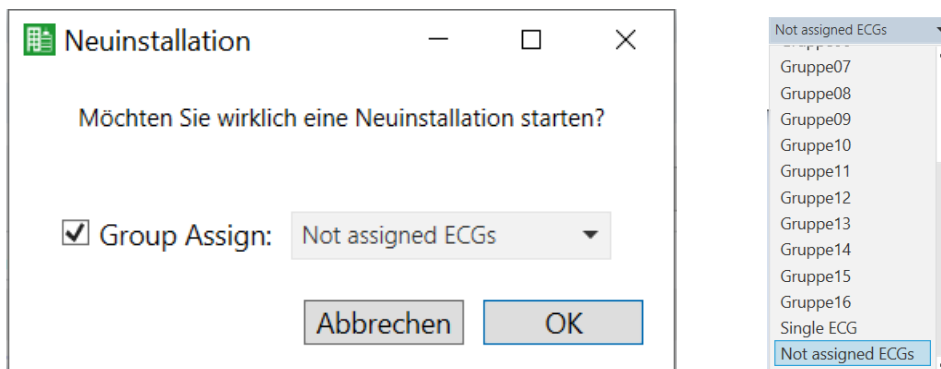 Neuinstallation
Möchten Sie wirklich eine Neuinstallation starten?
Group Assign: Not assigned ECGs
Abbrechen OK
Not assigned ECGs
Gruppe07
Gruppe08
Gruppe09
Gruppe10
Gruppe11
Gruppe12
Gruppe13
Gruppe14
Gruppe15
Gruppe16
Single ECG
Not assigned ECGs